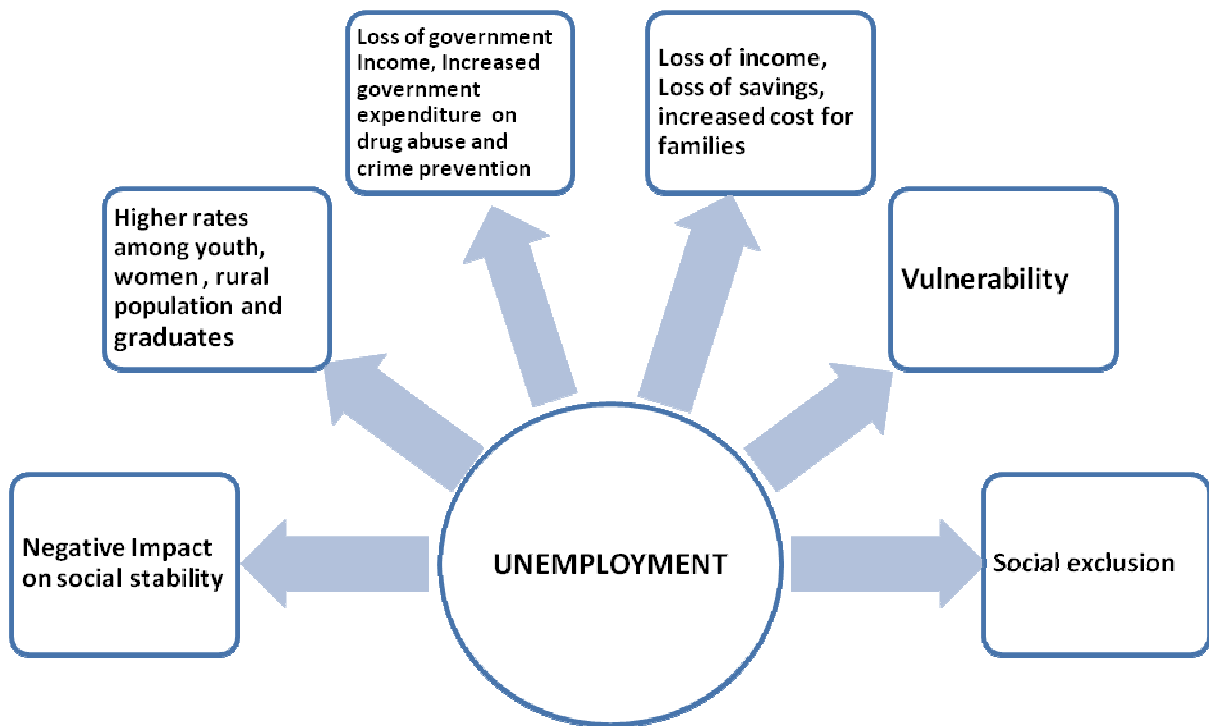 Loss of government
Income, Increased
government
expenditure on
drug abuse and
crime prevention
Loss of income,
Loss of savings,
increased cost for
families
Higher rates
among youth,
women , rural
population and
graduates
Vulnerability
Negative Impact
on social stability
UNEMPLOYMENT
Social exclusion